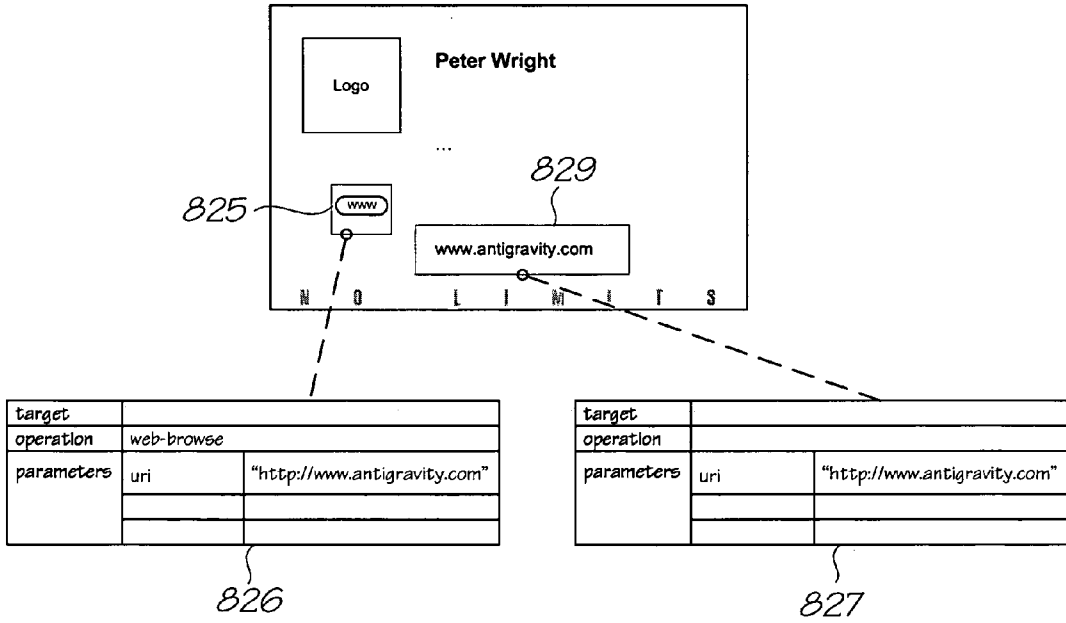 Peter Wright
Logo
...
829
825
www
www.antigravity.com
N O L I M I T S
target
operation web-browse
parameters uri "http://www.antigravity.com"
target
operation
parameters uri "http://www.antigravity.com"
826
827